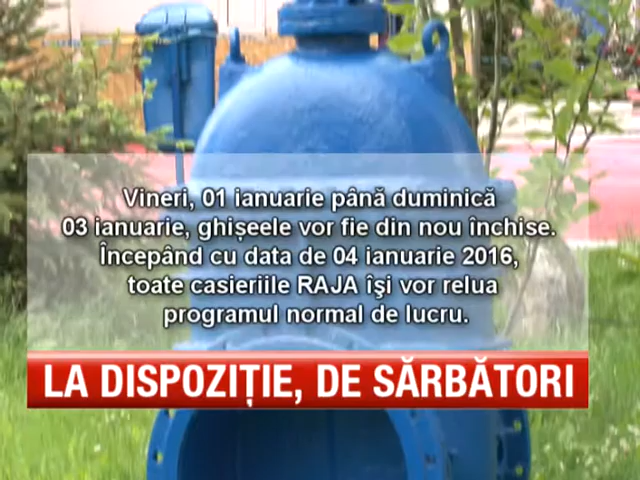 Vineri, 01 ianuarie până duminică
03 ianuarie, ghișeele vor fie din nou închise.
Începând cu data de 04 ianuarie 2016,
toate casieriile RAJA îşi vor relua
programul normal de lucru.
LA DISPOZIȚIE, DE SĂRBĂTORI